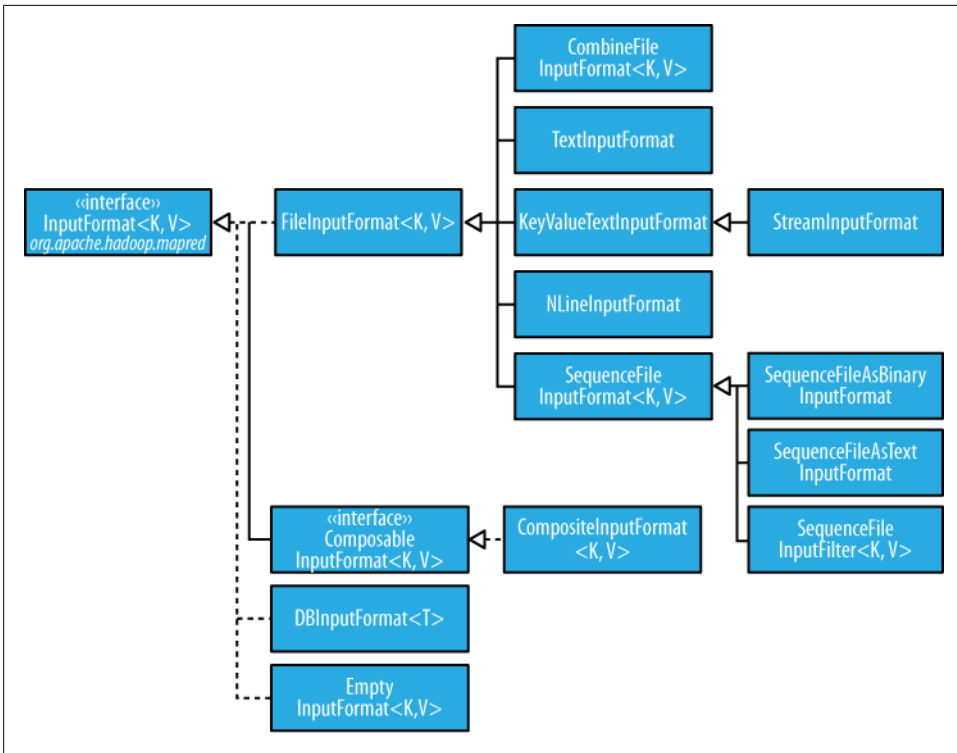 CombineFile
InputFormat<K, V>
TextInputFormat
‹‹interface››
InputFormat<K, V>
org.apache.hadoop.mapred
FileInputFormat<K, V>
KeyValueTextInputFormat
StreamInputFormat
NLineInputFormat
SequenceFile
InputFormat<K, V>
SequenceFileAsBinary
InputFormat
SequenceFileAsText
InputFormat
‹‹interface››
Composable
InputFormat<K, V>
CompositeInputFormat
<K, V>
SequenceFile
InputFilter<K, V>
DBInputFormat<T>
Empty
InputFormat<K,V>